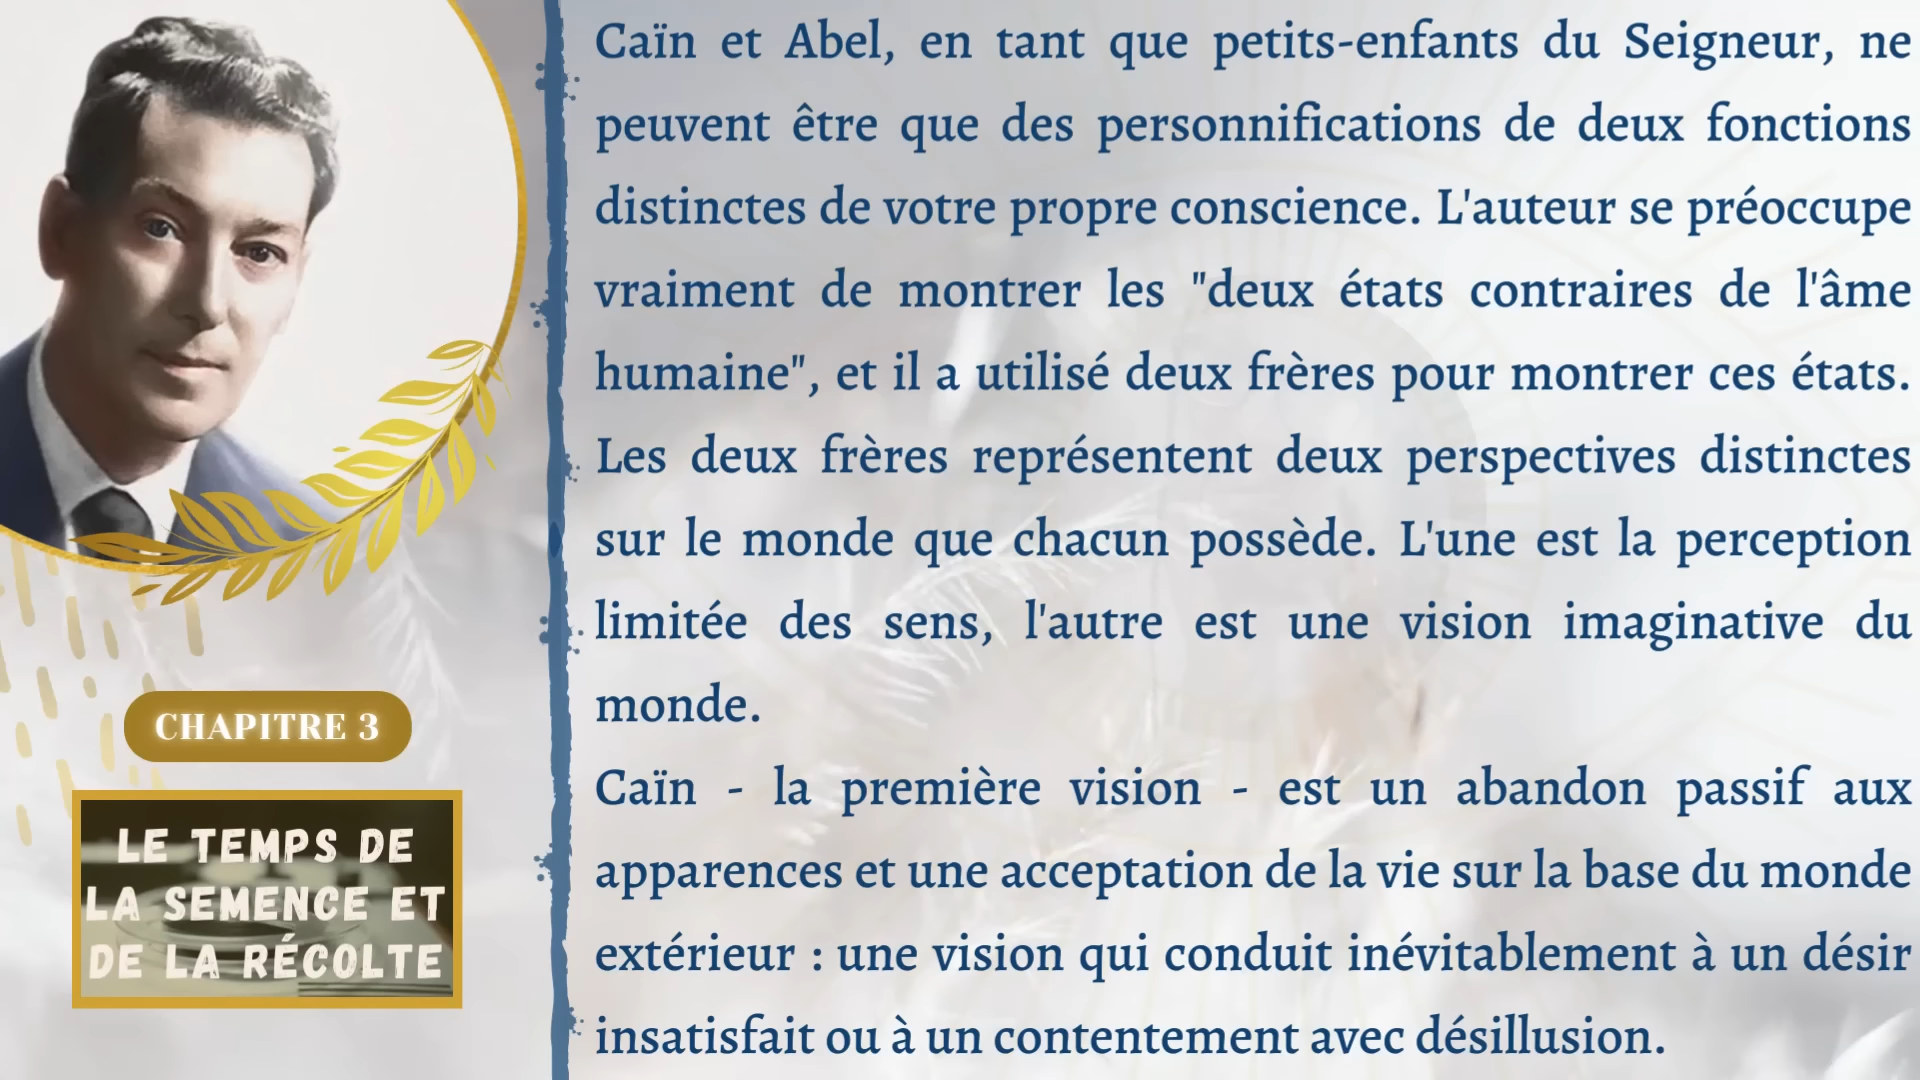 Caïn et Abel, en tant que petits-enfants du Seigneur, ne
peuvent être que des personnifications de deux fonctions
distinctes de votre propre conscience. L'auteur se préoccupe
vraiment de montrer les "deux états contraires de l'âme
humaine", et il a utilisé deux frères pour montrer ces états.
Les deux frères représentent deux perspectives distinctes
sur le monde que chacun possède. L'une est la perception
limitée des sens, l'autre est une vision imaginative du
monde.
Caïn - la première vision - est un abandon passif aux
apparences et une acceptation de la vie sur la base du monde
extérieur : une vision qui conduit inévitablement à un désir
insatisfait ou à un contentement avec désillusion.
CHAPITRE 3
LE TEMPS DE
LA SEMENCE ET
DE LA RÉCOLTE